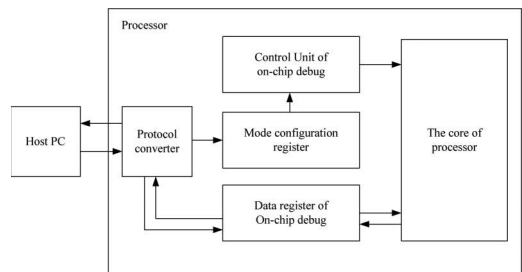 Processor
Control Unit of
on-chip debug
Host PC
Protocol
converter
Mode configuration
register
The core of
processor
Data register of
On-chip debug